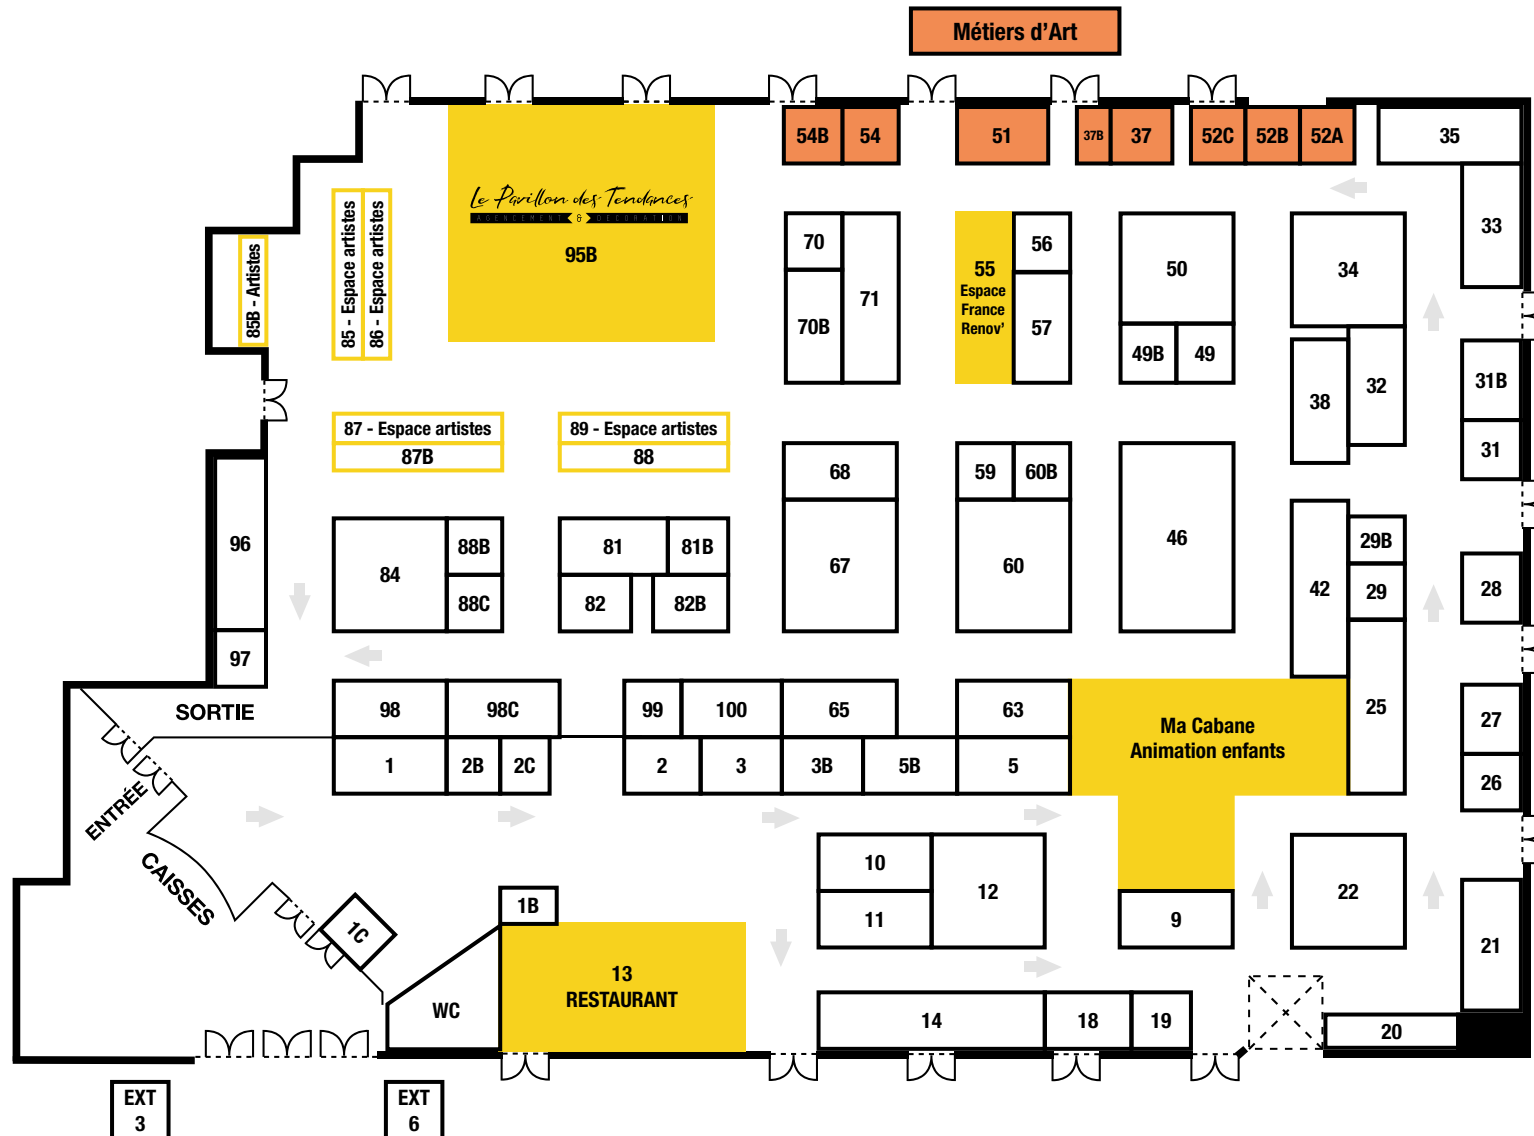 Métiers d'Art
54B
54
51
37B
37
52C
52B
52A
35
33
Le Pavillon des Tendances
AGENCEMENT & DÉCORATION
95B
85B - Artistes
85 - Espace artistes
86 - Espace artistes
70
71
70B
55
Espace
France
Renov'
56
57
50
49B
49
34
38
32
31B
31
87 - Espace artistes
87B
89 - Espace artistes
88
68
67
59
60B
60
46
96
97
84
88B
88C
81
81B
82
82B
42
29B
29
28
25
27
26
SORTIE
98
98C
99
100
65
63
1
2B
2C
2
3
3B
5B
5
Ma Cabane
Animation enfants
ENTRÉE
CAISSES
1C
1B
WC
13
RESTAURANT
10
11
12
9
22
21
14
18
19
20
EXT
3
EXT
6